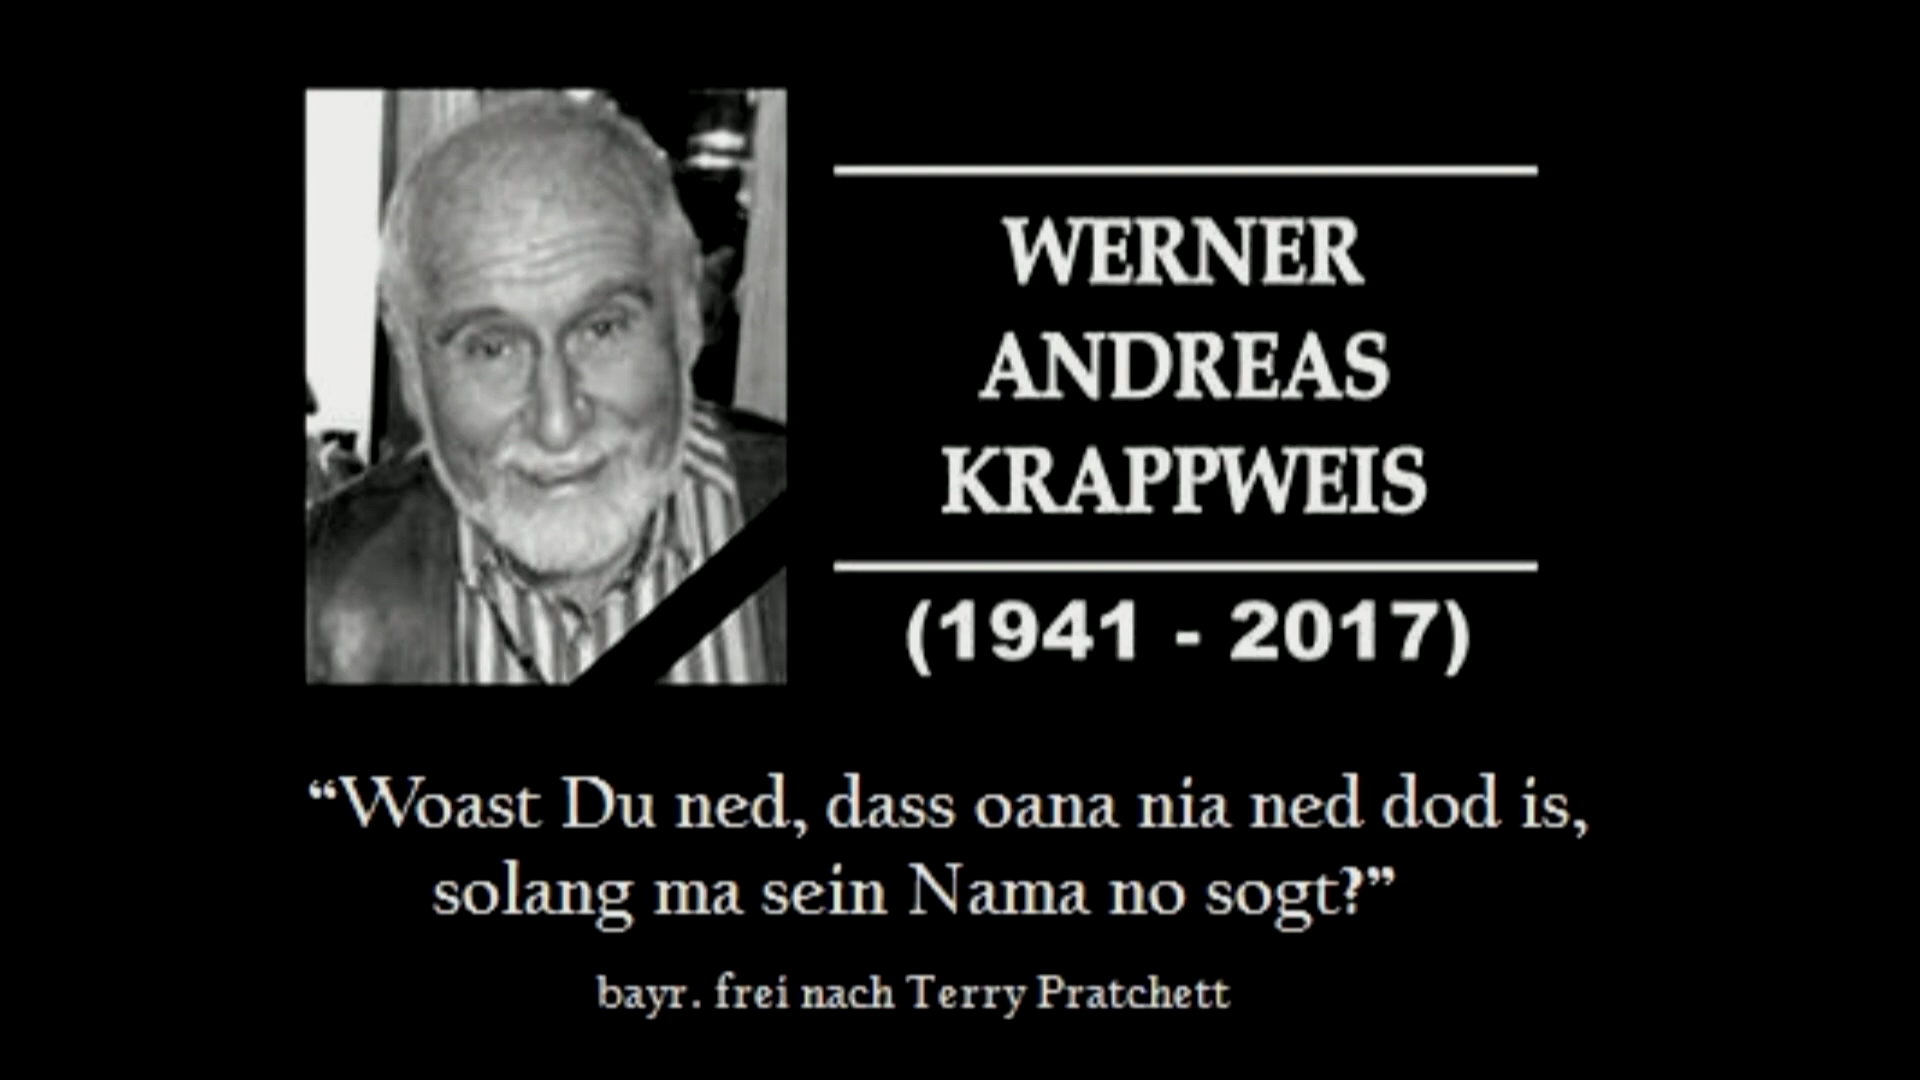 WERNER
ANDREAS
KRAPPWEIS
(1941 - 2017)
“Woast Du ned, dass oana nia ned dod is,
solang ma sein Nama no sogt?”
bayr. frei nach Terry Pratchett